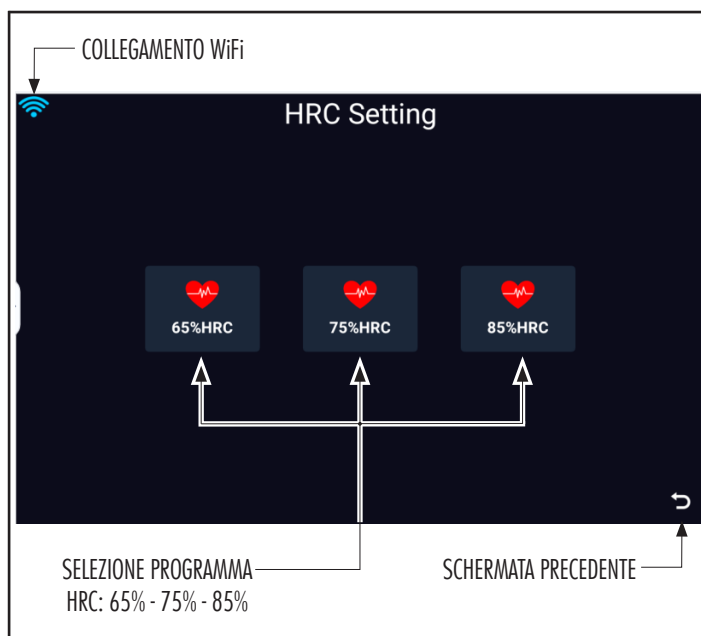 COLLEGAMENTO WiFi
HRC Setting
65%HRC
75%HRC
85%HRC
SELEZIONE PROGRAMMA
HRC: 65% - 75% - 85%
SCHERMATA PRECEDENTE